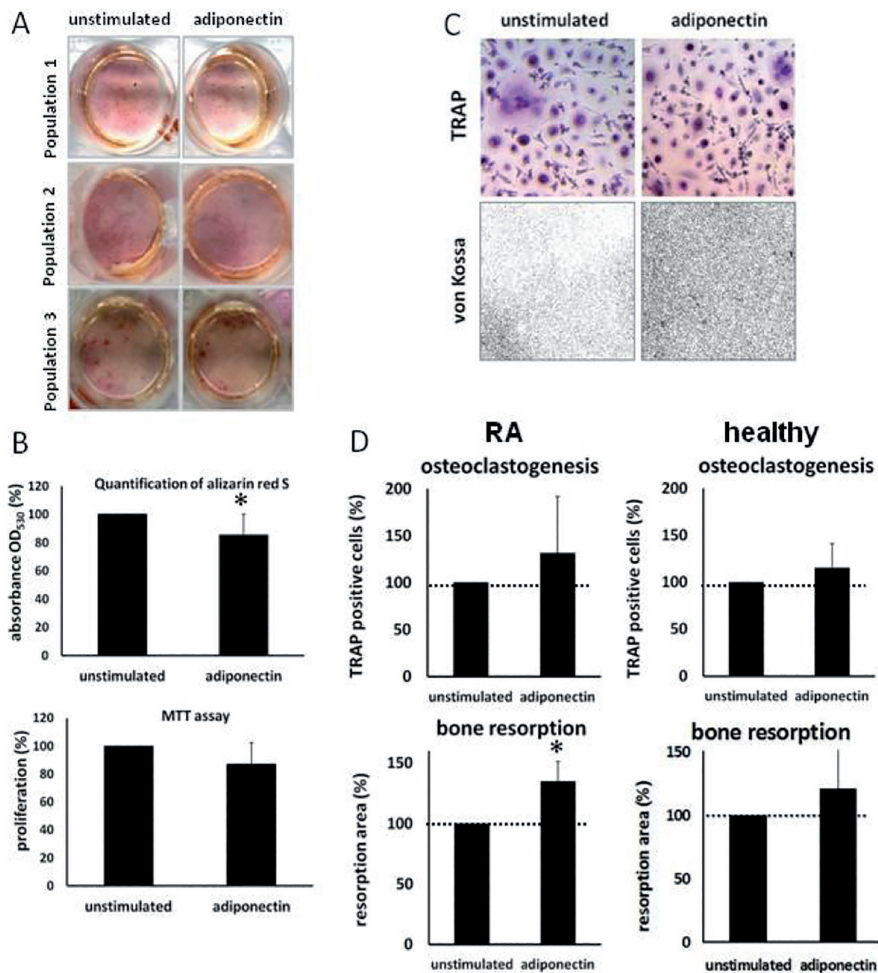 A
unstimulated adiponectin
Population 1
Population 2
Population 3
C
unstimulated adiponectin
TRAP
von Kossa
B
Quantification of alizarin red S
*
absorbance OD530 (%)
120
100
80
60
40
20
0
unstimulated adiponectin
MTT assay
proliferation (%)
120
100
80
60
40
20
0
unstimulated adiponectin
D
RA
osteoclastogenesis
TRAP positive cells (%)
200
150
100
50
0
unstimulated adiponectin
bone resorption
*
resorption area (%)
150
100
50
0
unstimulated adiponectin
healthy
osteoclastogenesis
TRAP positive cells (%)
200
150
100
50
0
unstimulated adiponectin
bone resorption
resorption area (%)
150
100
50
0
unstimulated adiponectin